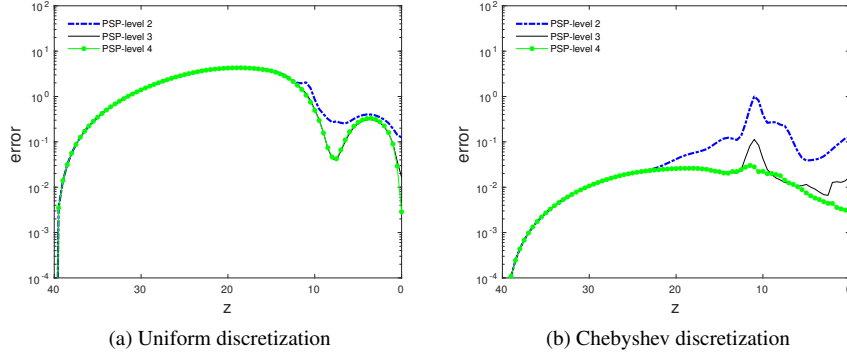 PSP-level 2
PSP-level 3
PSP-level 4
10^2
10^1
10^0
10^-1
10^-2
10^-3
10^-4
error
40
30
20
10
0
z
(a) Uniform discretization
PSP-level 2
PSP-level 3
PSP-level 4
10^2
10^1
10^0
10^-1
10^-2
10^-3
10^-4
error
40
30
20
10
0
z
(b) Chebyshev discretization